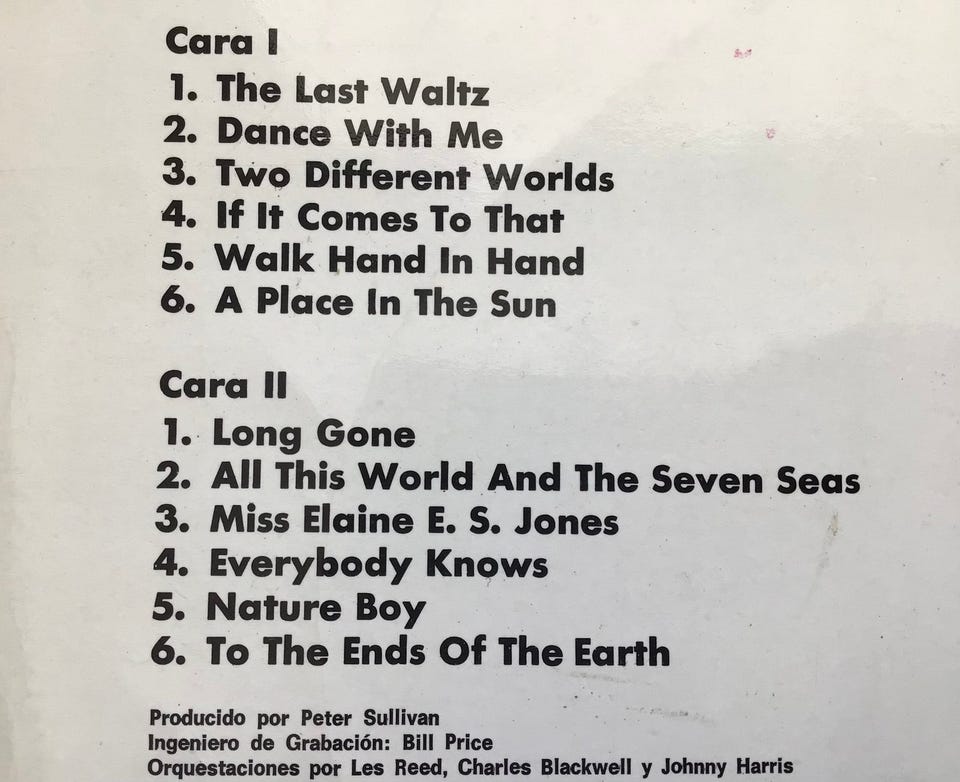 Cara I
1. The Last Waltz
2. Dance With Me
3. Two Different Worlds
4. If It Comes To That
5. Walk Hand In Hand
6. A Place In The Sun
Cara II
1. Long Gone
2. All This World And The Seven Seas
3. Miss Elaine E. S. Jones
4. Everybody Knows
5. Nature Boy
6. To The Ends Of The Earth
Producido por Peter Sullivan
Ingeniero de Grabación: Bill Price
Orquestaciones por Les Reed, Charles Blackwell y Johnny Harris